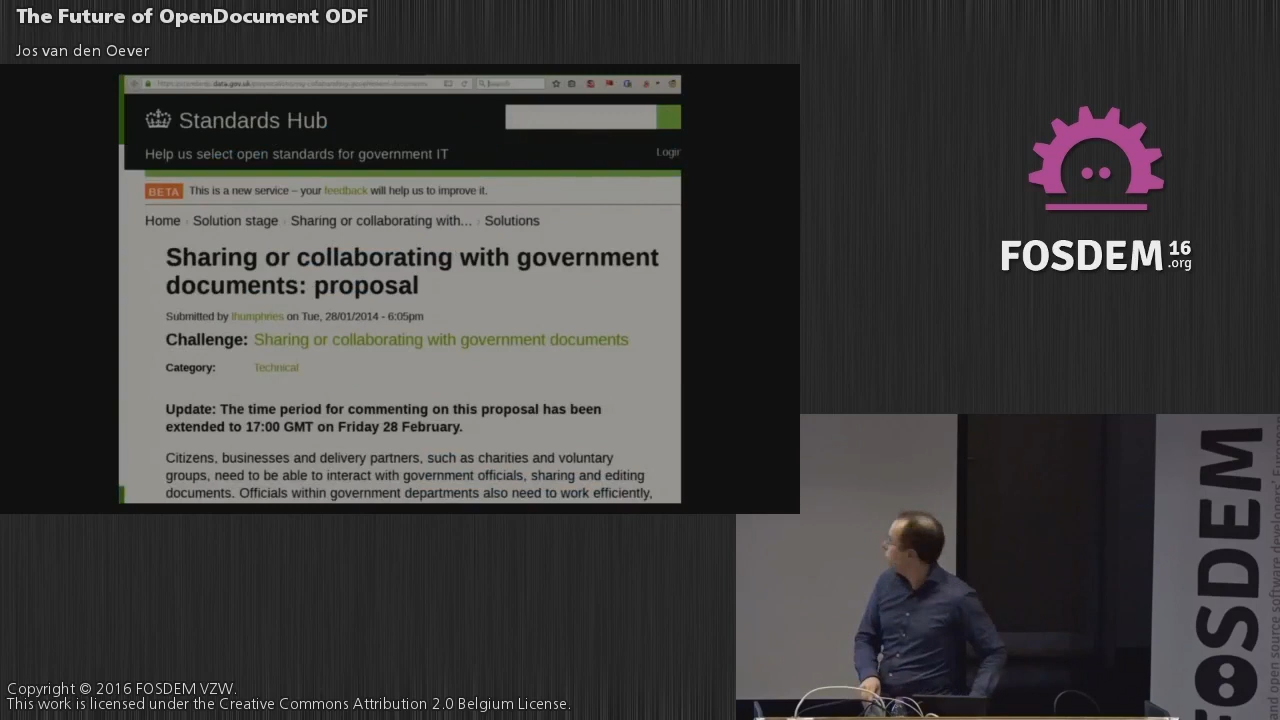 The Future of OpenDocument ODF
Jos van den Oever
Standards Hub
Help us select open standards for government IT
Login
BETA This is a new service – your feedback will help us to improve it.
Home › Solution stage › Sharing or collaborating with... › Solutions
Sharing or collaborating with government
documents: proposal
Submitted by lhumphries on Tue, 28/01/2014 - 6:05pm
Challenge: Sharing or collaborating with government documents
Category: Technical
Update: The time period for commenting on this proposal has been
extended to 17:00 GMT on Friday 28 February.
Citizens, businesses and delivery partners, such as charities and voluntary
groups, need to be able to interact with government officials, sharing and editing
documents. Officials within government departments also need to work efficiently,
FOSDEM 16
.org
FOSDEM
and open source software developers'
Copyright © 2016 FOSDEM VZW.
This work is licensed under the Creative Commons Attribution 2.0 Belgium License.